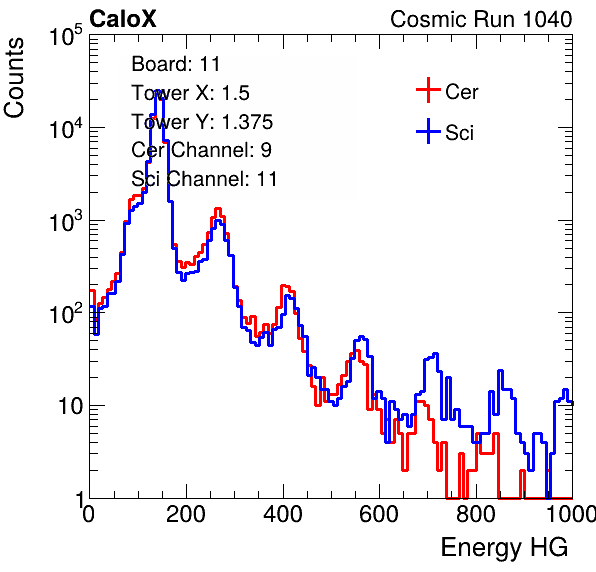 CaloX Cosmic Run 1040
Counts
Board: 11
Tower X: 1.5
Tower Y: 1.375
Cer Channel: 9
Sci Channel: 11
Cer
Sci
10^5
10^4
10^3
10^2
10
1
0 200 400 600 800 1000
Energy HG